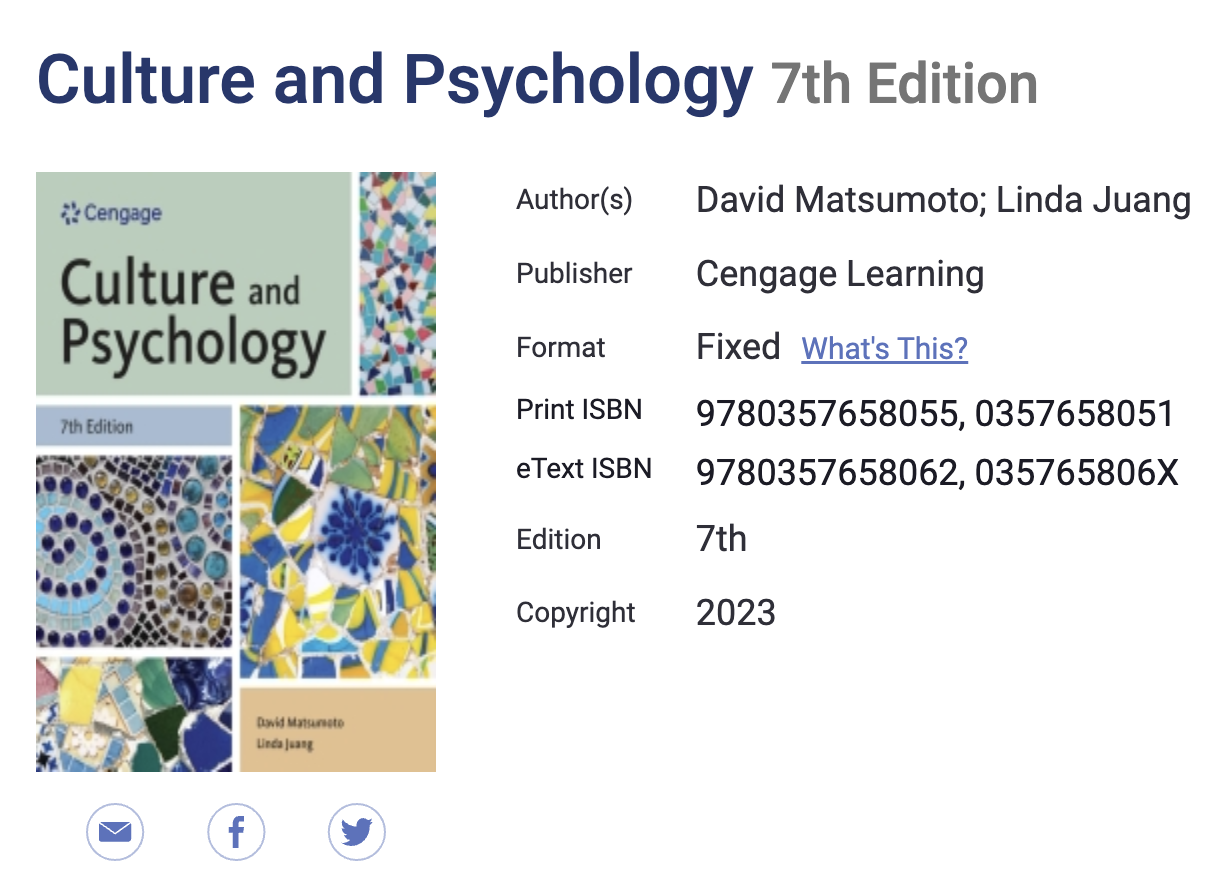 Culture and Psychology 7th Edition
Cengage
Culture and
Psychology
7th Edition
David Matsumoto
Linda Juang
Author(s) David Matsumoto; Linda Juang
Publisher Cengage Learning
Format Fixed What's This?
Print ISBN 9780357658055, 0357658051
eText ISBN 9780357658062, 035765806X
Edition 7th
Copyright 2023